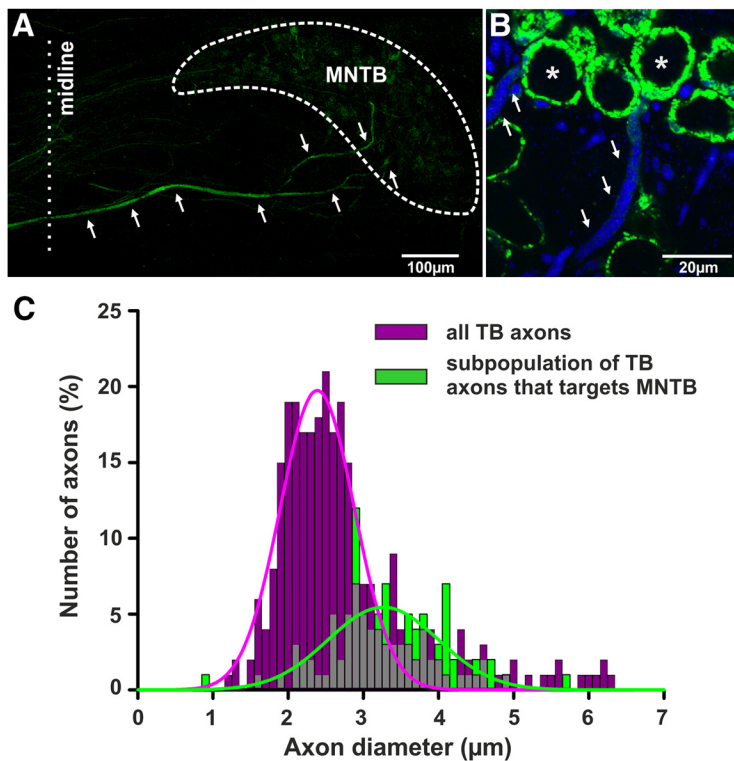 A
midline
MNTB
100µm
B
*
*
20µm
C
all TB axons
subpopulation of TB
axons that targets MNTB
Number of axons (%)
25
20
15
10
5
0
0 1 2 3 4 5 6 7
Axon diameter (µm)